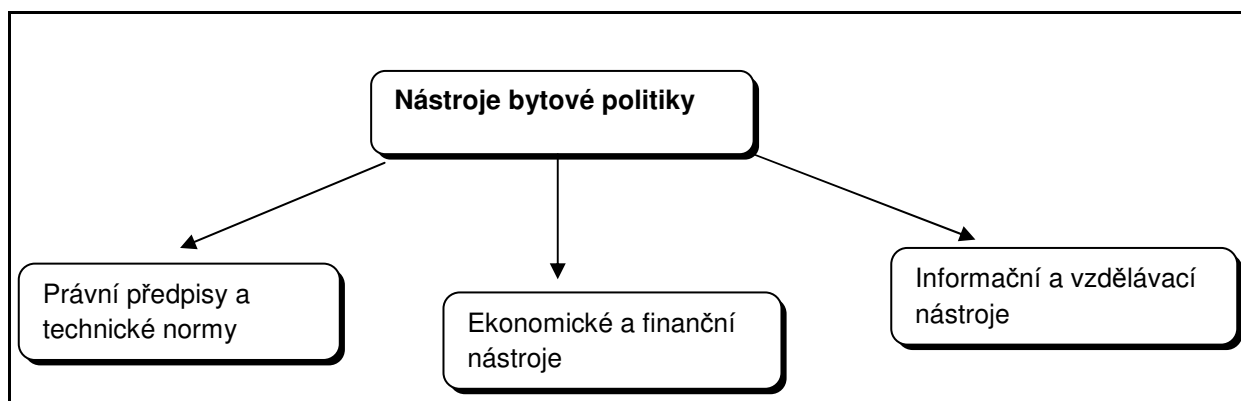 Nástroje bytové politiky
Právní předpisy a
technické normy
Ekonomické a finanční
nástroje
Informační a vzdělávací
nástroje